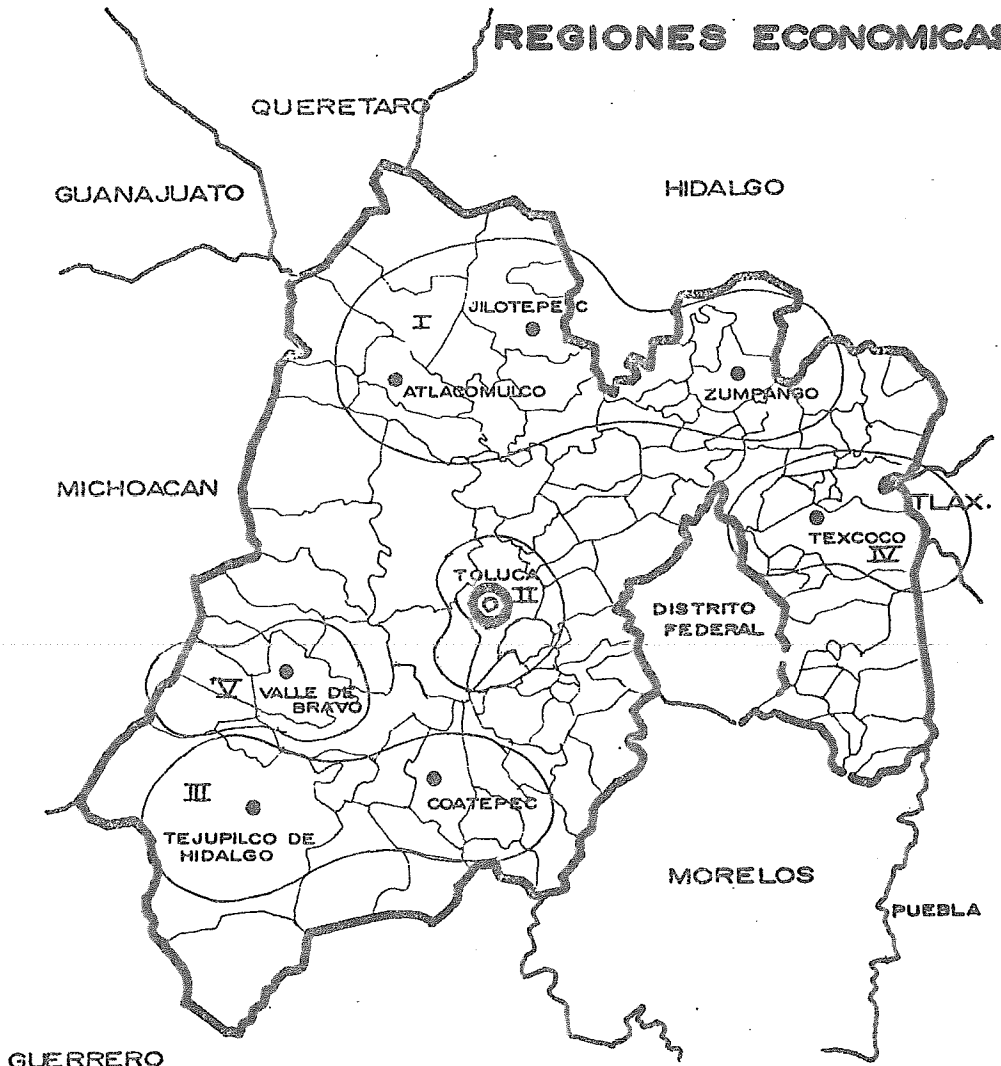 REGIONES ECONOMICAS
QUERETARO
GUANAJUATO
HIDALGO
JILOTEPEC
I
ATLACOMULCO
ZUMPANGO
MICHOACAN
TLAX.
TEXCOCO
IV
TOLUCA
II
DISTRITO
FEDERAL
V
VALLE DE
BRAVO
III
COATEPEC
TEJUPILCO DE
HIDALGO
MORELOS
PUEBLA
GUERRERO